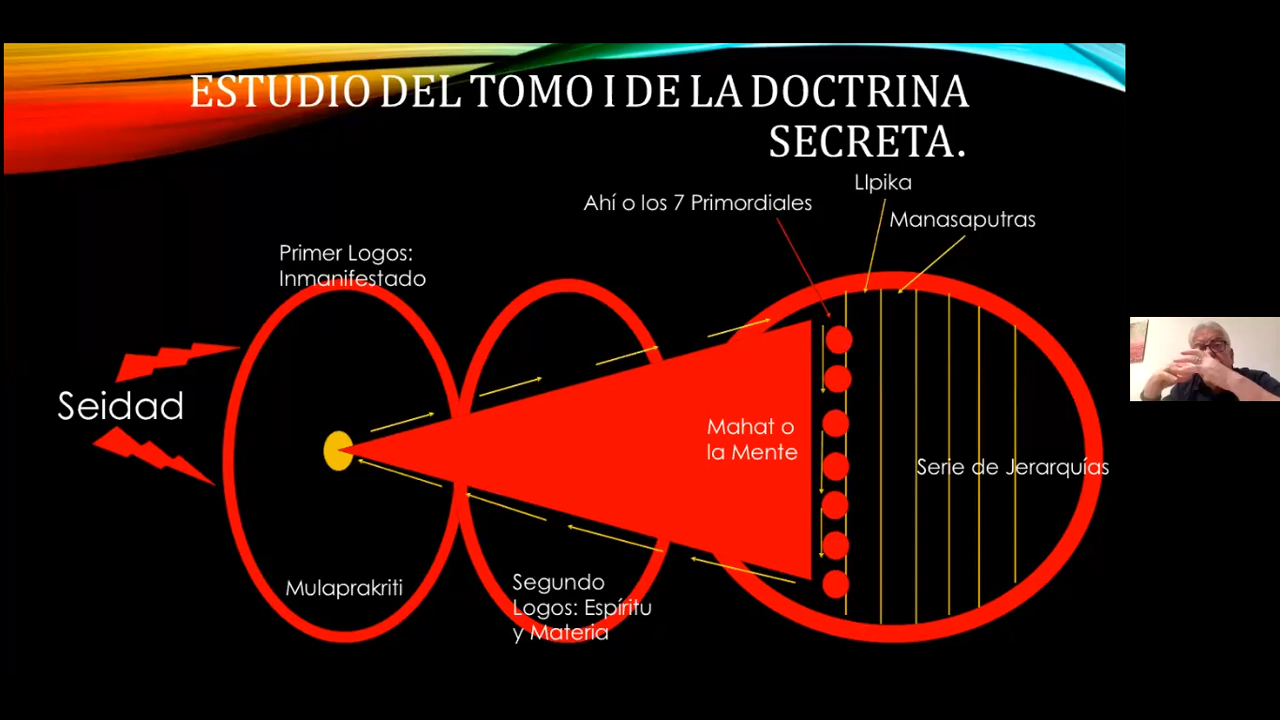 ESTUDIO DEL TOMO I DE LA DOCTRINA
SECRETA.
LIpika
Ahí o los 7 Primordiales
Manasaputras
Primer Logos:
Inmanifestado
Seidad
Mahat o
la Mente
Serie de Jerarquías
Mulaprakriti
Segundo
Logos: Espíritu
y Materia